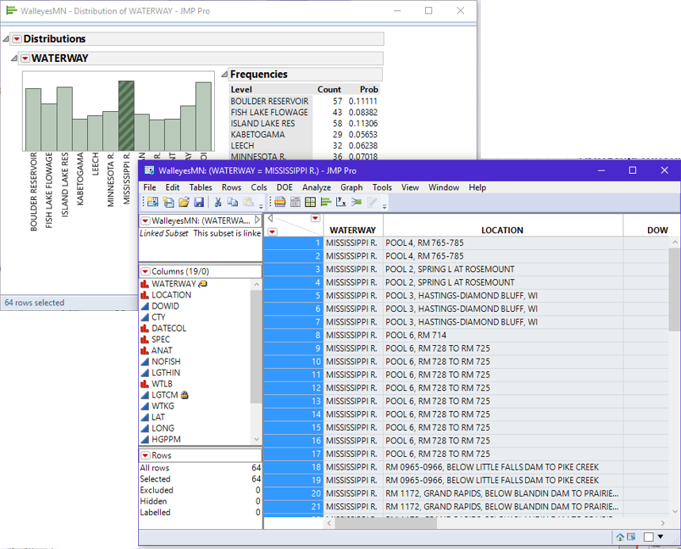 WalleyesMN - Distribution of WATERWAY - JMP Pro
Distributions
WATERWAY
BOULDER RESERVOIR
FISH LAKE FLOWAGE
ISLAND LAKE RES
KABETOGAMA
LEECH
MINNESOTA R.
MISSISSIPPI R.
Frequencies
Level Count Prob
BOULDER RESERVOIR 57 0.11111
FISH LAKE FLOWAGE 43 0.08382
ISLAND LAKE RES 58 0.11306
KABETOGAMA 29 0.05653
LEECH 32 0.06238
MINNESOTA R. 36 0.07018
64 rows selected
WalleyesMN: (WATERWAY = MISSISSIPPI R.) - JMP Pro
File Edit Tables Rows Cols DOE Analyze Graph Tools View Window Help
WalleyesMN: (WATERWA...
Linked Subset This subset is linke
Columns (19/0)
WATERWAY
LOCATION
DOWID
CTY
DATECOL
SPEC
ANAT
NOFISH
LGTHIN
WTLB
LGTCM
WTKG
LAT
LONG
HGPPM
Rows
All rows 64
Selected 64
Excluded 0
Hidden 0
Labelled 0
WATERWAY LOCATION DOW
1 MISSISSIPPI R. POOL 4, RM 765-785
2 MISSISSIPPI R. POOL 4, RM 765-785
3 MISSISSIPPI R. POOL 2, SPRING L AT ROSEMOUNT
4 MISSISSIPPI R. POOL 2, SPRING L AT ROSEMOUNT
5 MISSISSIPPI R. POOL 3, HASTINGS-DIAMOND BLUFF, WI
6 MISSISSIPPI R. POOL 3, HASTINGS-DIAMOND BLUFF, WI
7 MISSISSIPPI R. POOL 3, HASTINGS-DIAMOND BLUFF, WI
8 MISSISSIPPI R. POOL 6, RM 714
9 MISSISSIPPI R. POOL 6, RM 728 TO RM 725
10 MISSISSIPPI R. POOL 6, RM 728 TO RM 725
11 MISSISSIPPI R. POOL 6, RM 728 TO RM 725
12 MISSISSIPPI R. POOL 6, RM 728 TO RM 725
13 MISSISSIPPI R. POOL 6, RM 728 TO RM 725
14 MISSISSIPPI R. POOL 6, RM 728 TO RM 725
15 MISSISSIPPI R. POOL 6, RM 728 TO RM 725
16 MISSISSIPPI R. POOL 6, RM 728 TO RM 725
17 MISSISSIPPI R. POOL 6, RM 728 TO RM 725
18 MISSISSIPPI R. RM 0965-0966, BELOW LITTLE FALLS DAM TO PIKE CREEK
19 MISSISSIPPI R. RM 0965-0966, BELOW LITTLE FALLS DAM TO PIKE CREEK
20 MISSISSIPPI R. RM 1172, GRAND RAPIDS, BELOW BLANDIN DAM TO PRAIRIE...
21 MISSISSIPPI R. RM 1172, GRAND RAPIDS, BELOW BLANDIN DAM TO PRAIRIE...